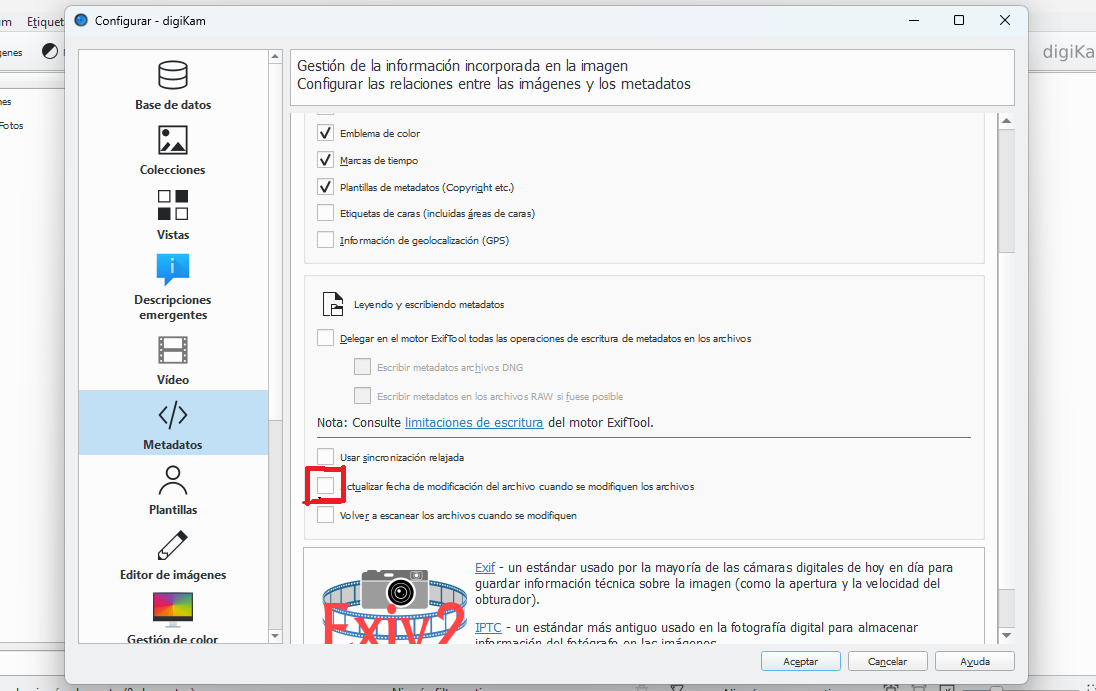 Configurar - digiKam
Etiquet
digiKa
Fotos
Base de datos
Colecciones
Vistas
Descripciones
emergentes
Vídeo
Metadatos
Plantillas
Editor de imágenes
Gestión de color
Gestión de la información incorporada en la imagen
Configurar las relaciones entre las imágenes y los metadatos
Emblema de color
Marcas de tiempo
Plantillas de metadatos (Copyright etc.)
Etiquetas de caras (incluidas áreas de caras)
Información de geolocalización (GPS)
Leyendo y escribiendo metadatos
Delegar en el motor ExifTool todas las operaciones de escritura de metadatos en los archivos
Escribir metadatos archivos DNG
Escribir metadatos en los archivos RAW si fuese posible
Nota: Consulte limitaciones de escritura del motor ExifTool.
Usar sincronización relajada
ctualizar fecha de modificación del archivo cuando se modifiquen los archivos
Volver a escanear los archivos cuando se modifiquen
Exiv2
Exif - un estándar usado por la mayoría de las cámaras digitales de hoy en día para
guardar información técnica sobre la imagen (como la apertura y la velocidad del
obturador).
IPTC - un estándar más antiguo usado en la fotografía digital para almacenar
información del fotógrafo en las imágenes
Aceptar
Cancelar
Ayuda